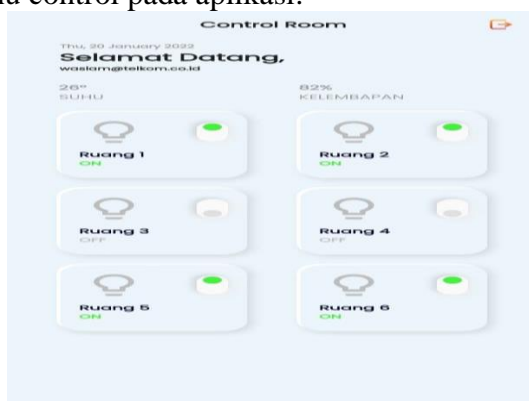 control pada aplikasi.
Control Room
Thu, 20 January 2022
Selamat Datang,
waslam@telkom.co.id
26° 82%
SUHU KELEMBAPAN
Ruang 1 Ruang 2
ON ON
Ruang 3 Ruang 4
OFF OFF
Ruang 5 Ruang 6
ON ON